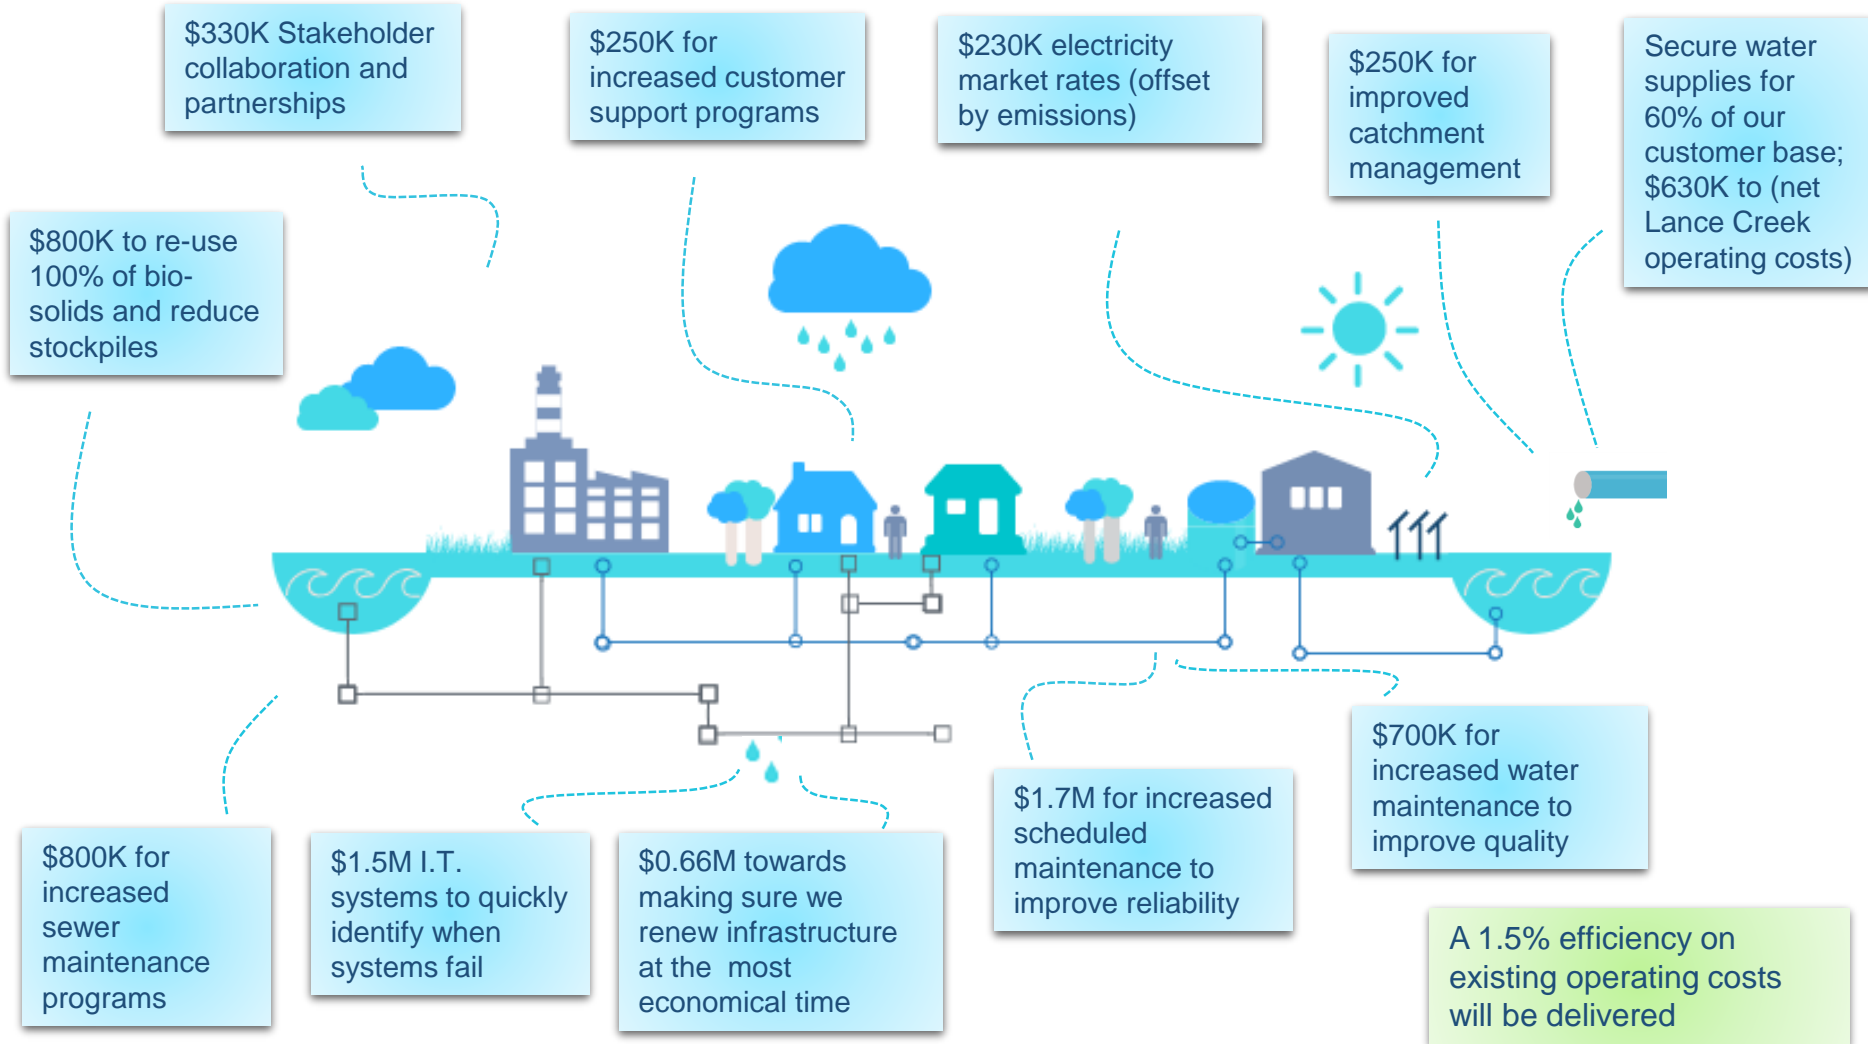 $330K Stakeholder
collaboration and
partnerships
$250K for
increased customer
support programs
$230K electricity
market rates (offset
by emissions)
$250K for
improved
catchment
management
Secure water
supplies for
60% of our
customer base;
$630K to (net
Lance Creek
operating costs)
$800K to re-use
100% of bio-
solids and reduce
stockpiles
$800K for
increased
sewer
maintenance
programs
$1.5M I.T.
systems to quickly
identify when
systems fail
$0.66M towards
making sure we
renew infrastructure
at the  most
economical time
$1.7M for increased
scheduled
maintenance to
improve reliability
$700K for
increased water
maintenance to
improve quality
A 1.5% efficiency on
existing operating costs
will be delivered